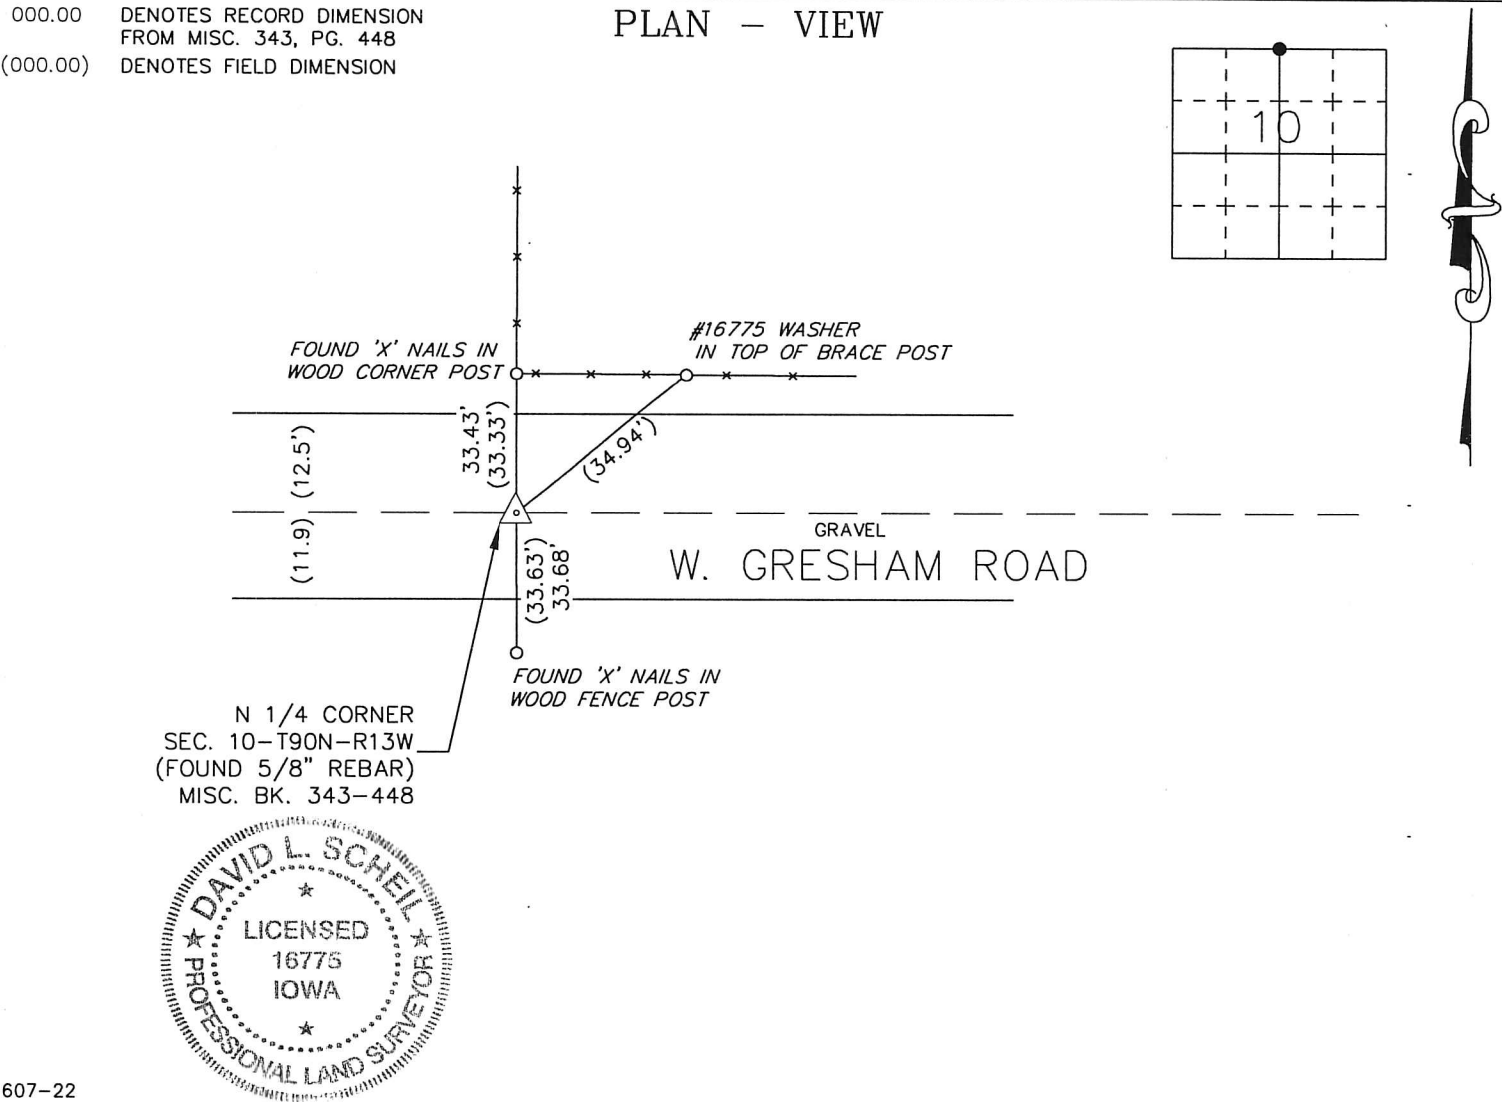 000.00 DENOTES RECORD DIMENSION
FROM MISC. 343, PG. 448
(000.00) DENOTES FIELD DIMENSION
PLAN – VIEW
10
FOUND 'X' NAILS IN
WOOD CORNER POST
#16775 WASHER
IN TOP OF BRACE POST
33.43'
(33.33')
(34.94')
(12.5')
(11.9)
(33.63')
33.68'
GRAVEL
W. GRESHAM ROAD
FOUND 'X' NAILS IN
WOOD FENCE POST
N 1/4 CORNER
SEC. 10-T90N-R13W
(FOUND 5/8" REBAR)
MISC. BK. 343-448
DAVID L. SCHEIL
LICENSED
16775
IOWA
PROFESSIONAL LAND SURVEYOR
607-22